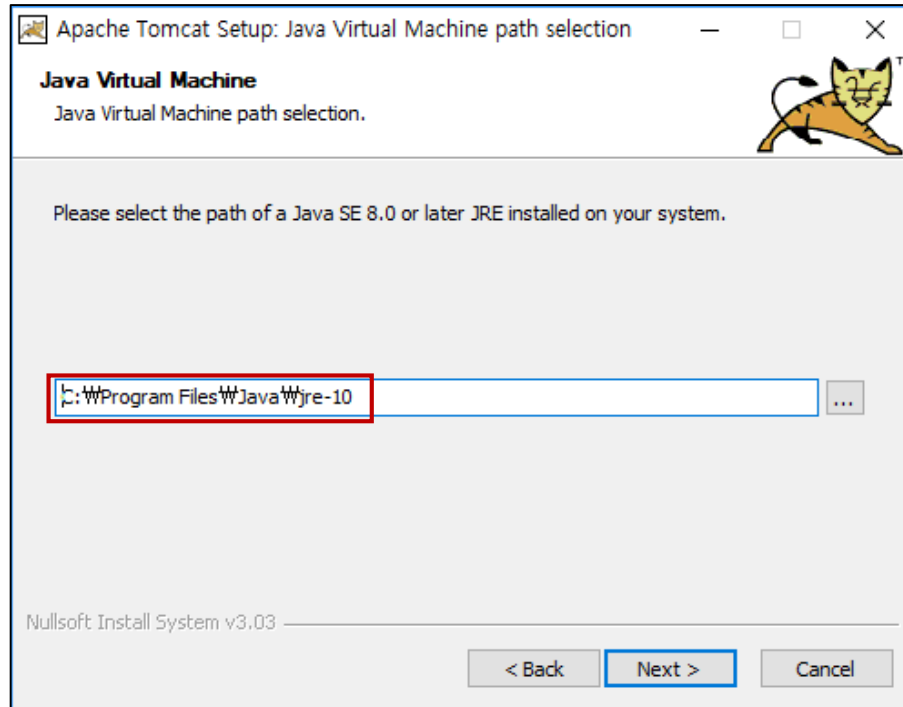 Apache Tomcat Setup: Java Virtual Machine path selection
Java Virtual Machine
Java Virtual Machine path selection.
TM
Please select the path of a Java SE 8.0 or later JRE installed on your system.
C:₩Program Files₩Java₩jre-10
...
Nullsoft Install System v3.03
< Back
Next >
Cancel